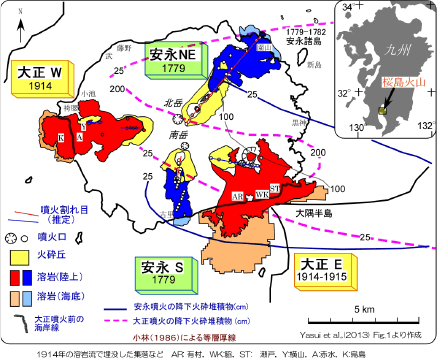 N
大正 W
1914
安永NE
1779
1779−1782
安永諸島
新島
藤野
小池
25
200
25
100
200
100
25
25
北岳
南岳
黒神
K
A
Y
AR
WK
ST
大隅半島
安永 S
1779
大正 E
1914-1915
34°
32°
32°
130°
132°
九州
桜島火山
噴火割れ目
(推定)
噴火口
火砕丘
溶岩(陸上)
溶岩(海底)
大正噴火前の
海岸線
安永噴火の降下火砕堆積物(cm)
大正噴火の降下火砕堆積物(cm)
小林(1986)による等層厚線
5 km
Yasui et al.,(2013) Fig.1より作成
1914年の溶岩流で埋没した集落など　AR:有村, WK:脇, ST: 瀬戸, Y:横山, A:赤水, K:烏島